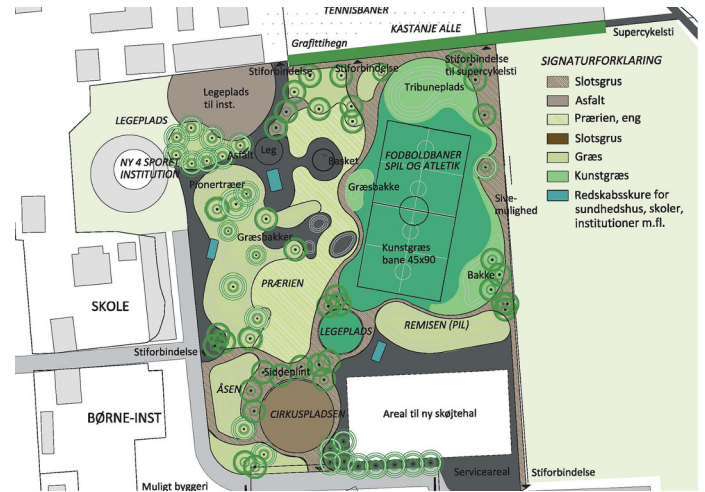 TENNISBANER
KASTANJE ALLE
Supercykelsti
Grafittihegn
Stiforbindelse
Stiforbindelse
Stiforbindelse
til supercykelsti
Legeplads
til inst.
Tribuneplads
LEGEPLADS
Leg
Asfalt
Basket
NY 4 SPORET
INSTITUTION
FODBOLDBANER
SPIL OG ATLETIK
Pionertræer
Græsbakke
Sive-
mulighed
Græsbakker
Kunstgræs
bane 45x90
Bakke
PRÆRIEN
SKOLE
LEGEPLADS
REMISEN (PIL)
Stiforbindelse
Siddeplint
ÅSEN
BØRNE-INST
CIRKUSPLADSEN
Areal til ny skøjtehal
Serviceareal
Stiforbindelse
Muligt byggeri
SIGNATURFORKLARING
Slotsgrus
Asfalt
Prærien, eng
Slotsgrus
Græs
Kunstgræs
Redskabsskure for
sundhedshus, skoler,
institutioner m.fl.